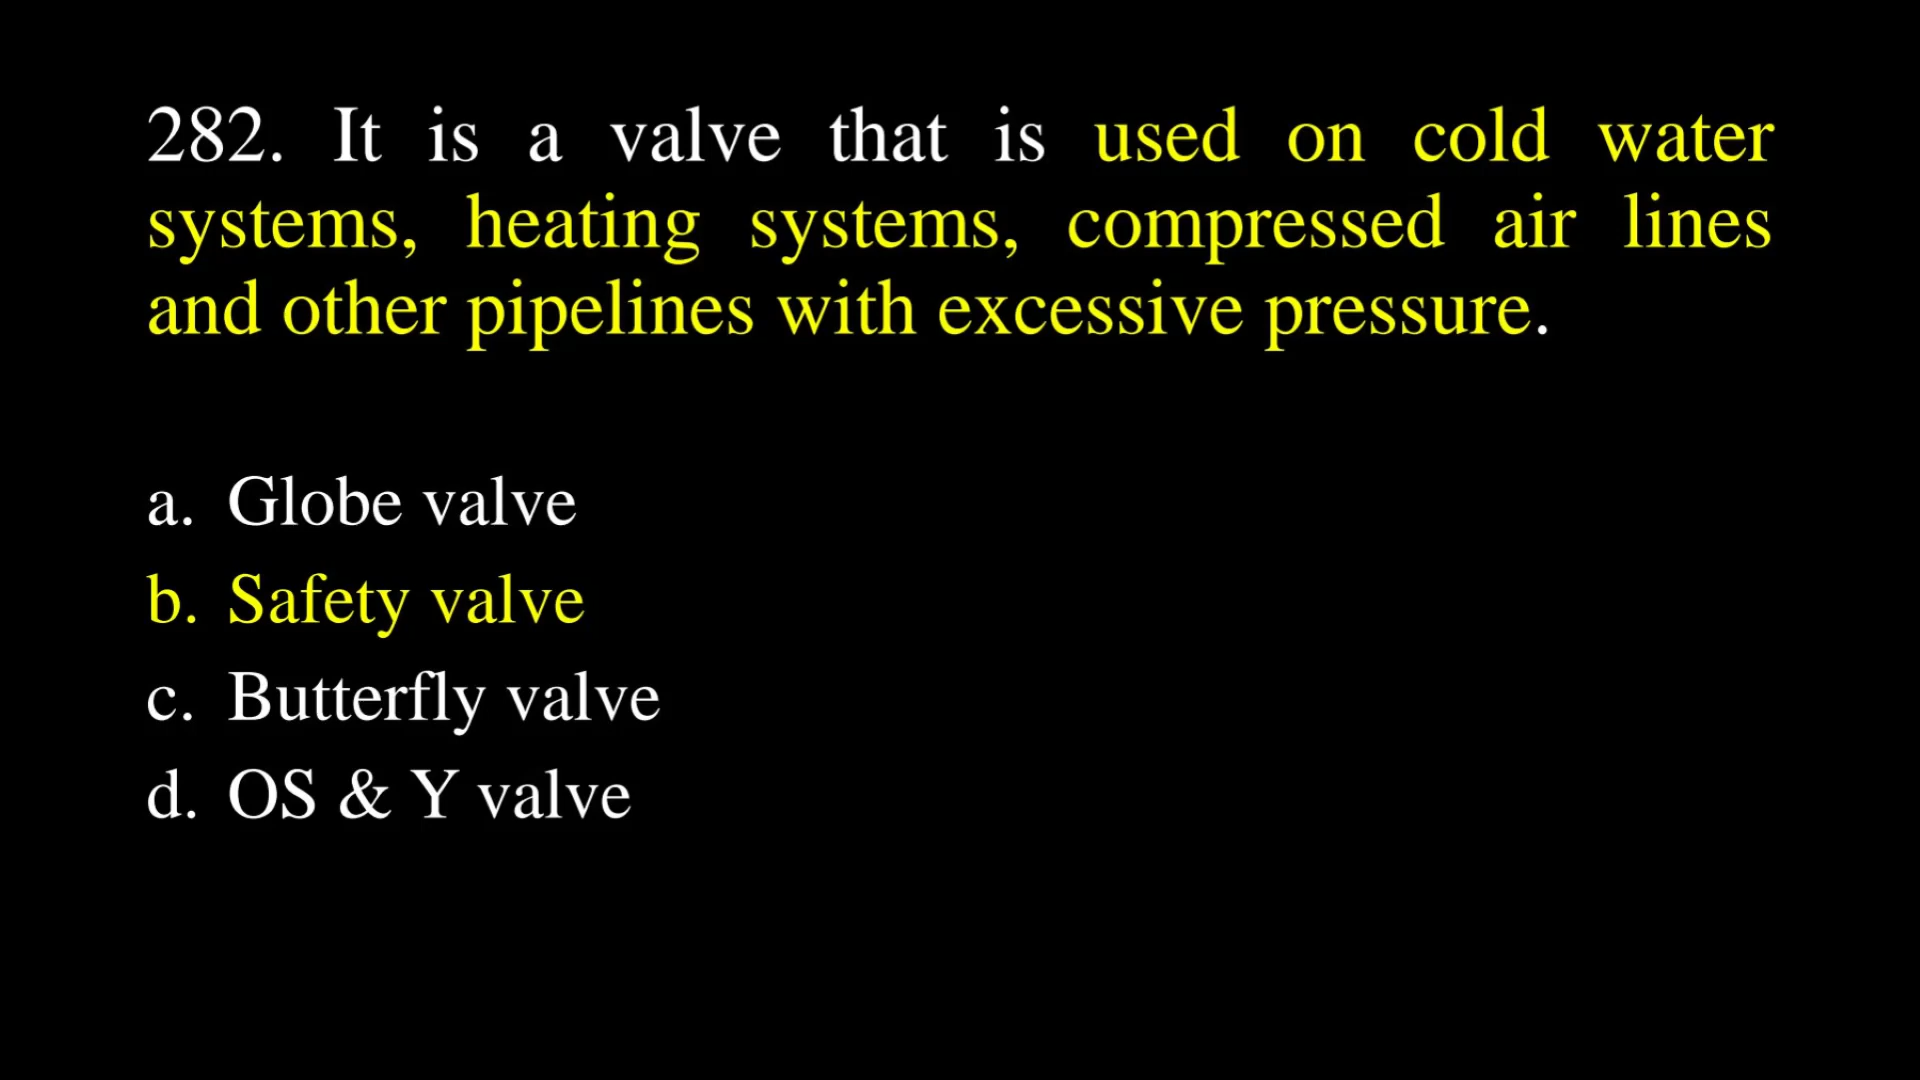 282. It is a valve that is used on cold water
systems, heating systems, compressed air lines
and other pipelines with excessive pressure.
a. Globe valve
b. Safety valve
c. Butterfly valve
d. OS & Y valve